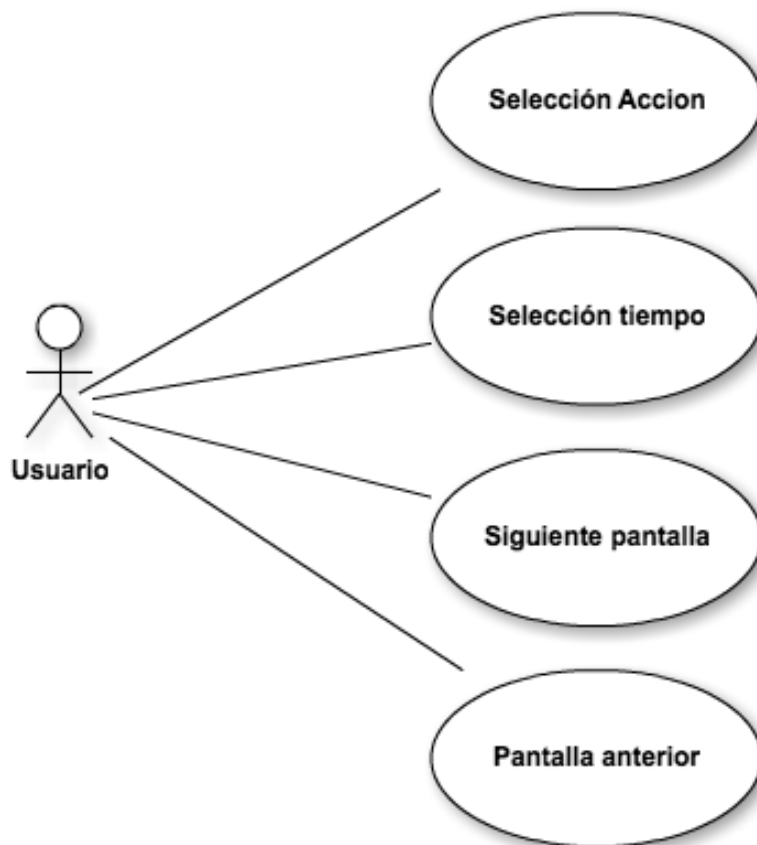 Selección Accion
Selección tiempo
Usuario
Siguiente pantalla
Pantalla anterior